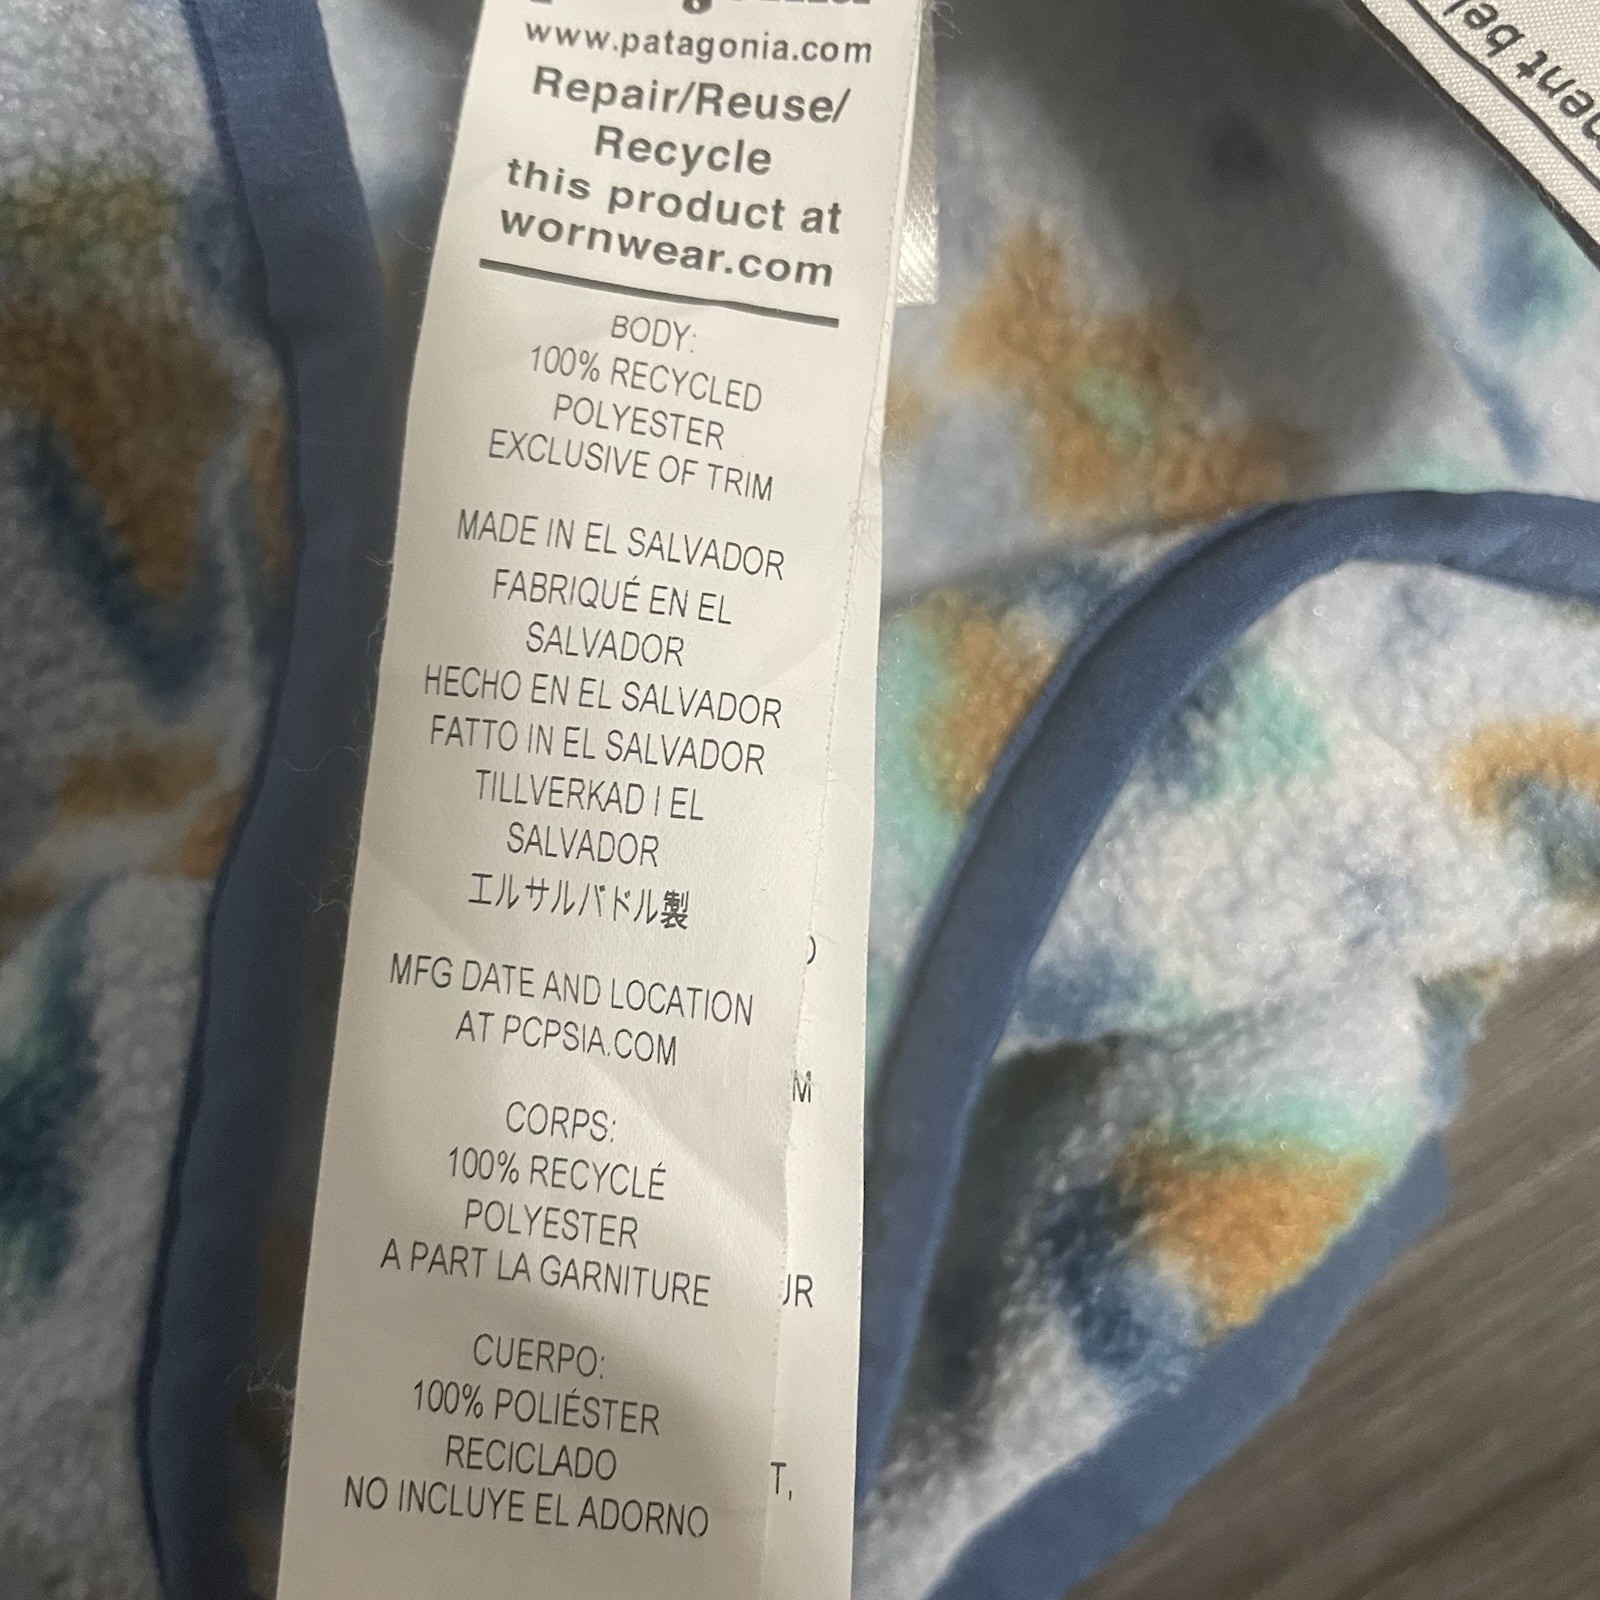 www.patagonia.com
Repair/Reuse/
Recycle
this product at
wornwear.com
BODY:
100% RECYCLED
POLYESTER
EXCLUSIVE OF TRIM
MADE IN EL SALVADOR
FABRIQUÉ EN EL
SALVADOR
HECHO EN EL SALVADOR
FATTO IN EL SALVADOR
TILLVERKAD I EL
SALVADOR
エルサルバドル製
MFG DATE AND LOCATION
AT PCPSIA.COM
CORPS:
100% RECYCLÉ
POLYESTER
A PART LA GARNITURE
CUERPO:
100% POLIÉSTER
RECICLADO
NO INCLUYE EL ADORNO